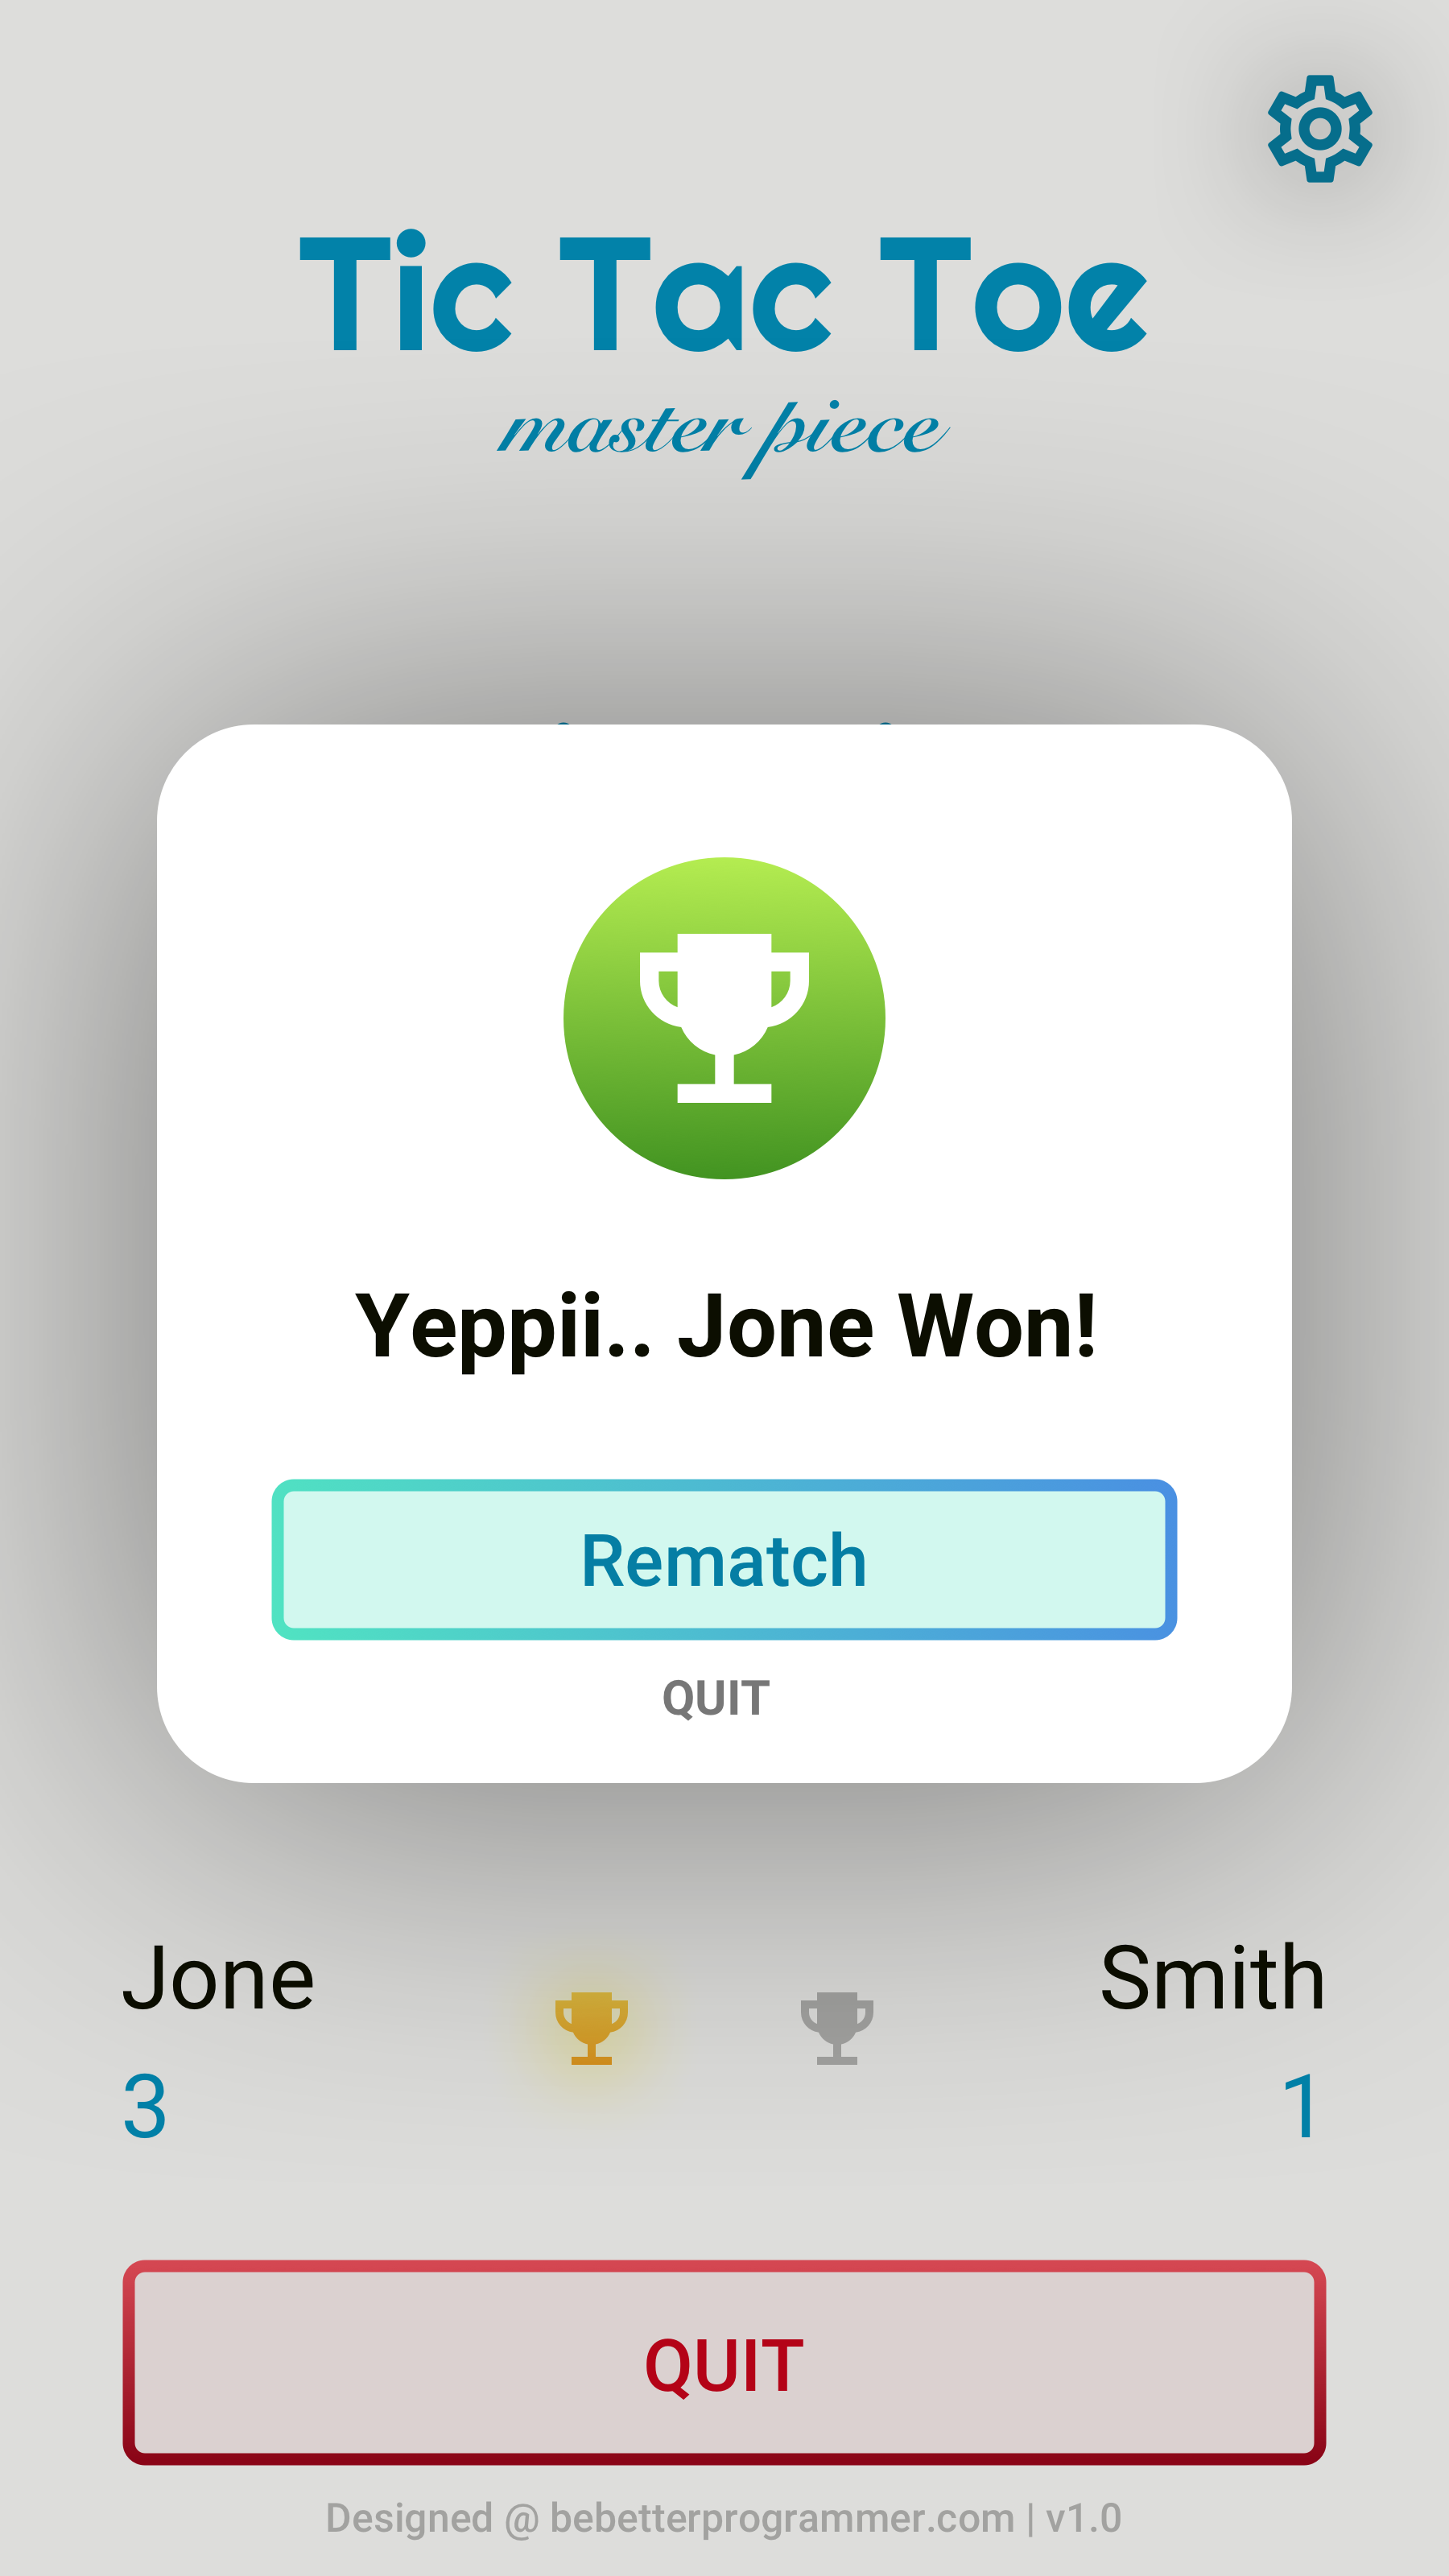 Tic Tac Toe
master piece
Yeppii.. Jone Won!
Rematch
QUIT
Jone
Smith
3
1
QUIT
Designed @ bebetterprogrammer.com | v1.0